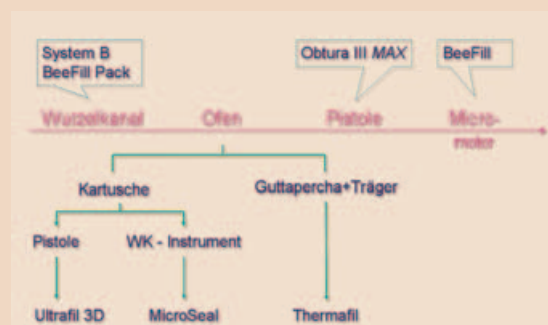 System B
BeeFill Pack
Obtura III MAX
BeeFill
Wurzelkanal
Ofen
Pistole
Micro-
motor
Kartusche
Guttapercha+Träger
Pistole
WK - Instrument
Ultrafil 3D
MicroSeal
Thermafil